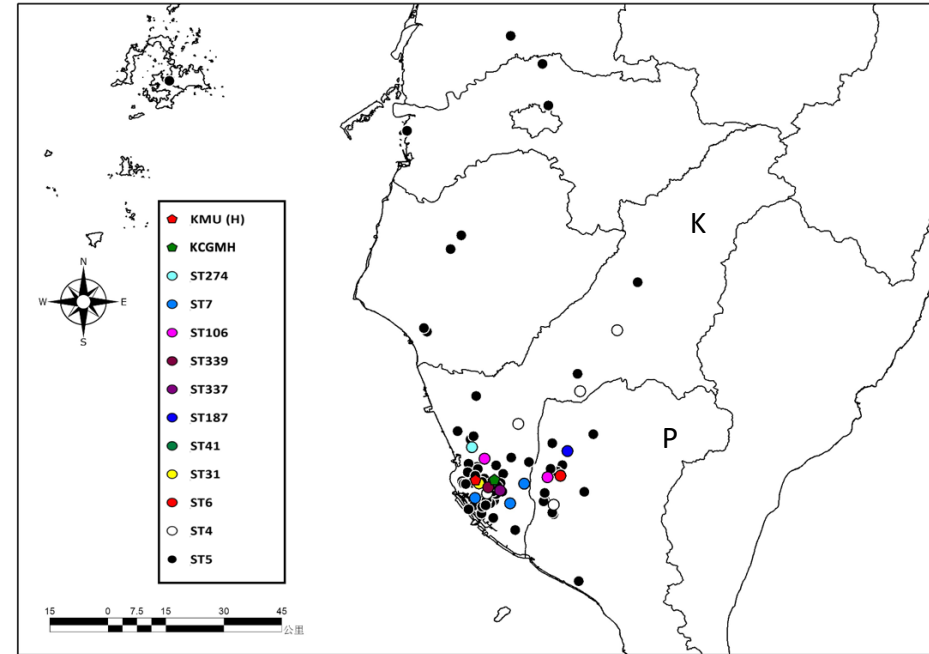 K
P
KMU (H)
KCGMH
ST274
ST7
ST106
ST339
ST337
ST187
ST41
ST31
ST6
ST4
ST5
N
W E
S
15 0 7.5 15 30 45
公里